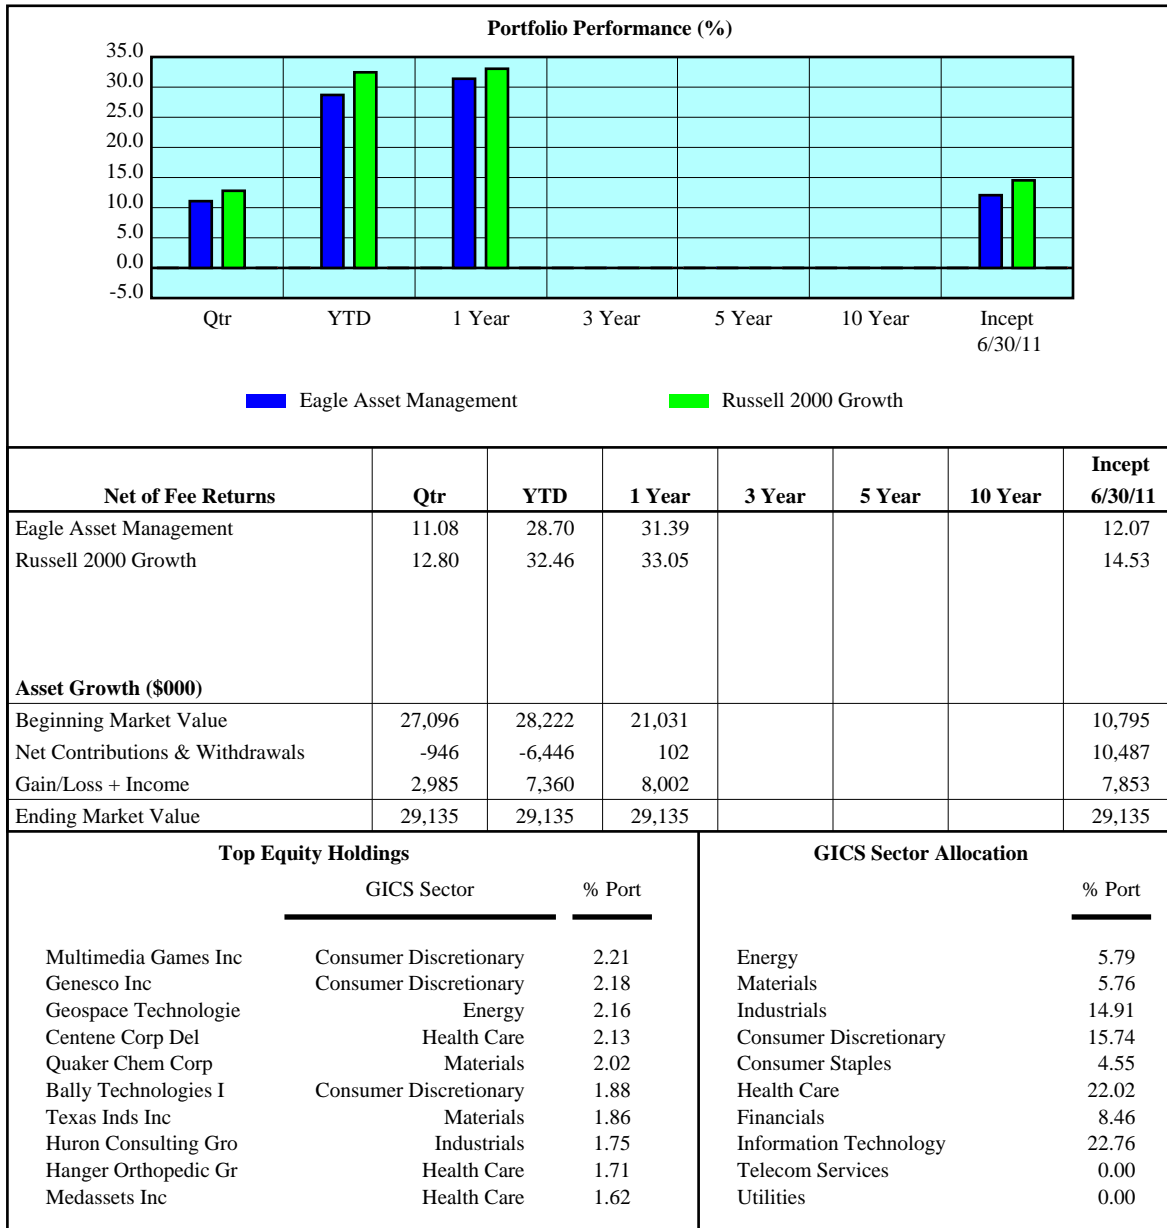 Portfolio Performance (%)
35.0
30.0
25.0
20.0
15.0
10.0
5.0
0.0
-5.0
Qtr YTD 1 Year 3 Year 5 Year 10 Year Incept
6/30/11
Eagle Asset Management Russell 2000 Growth
Incept
Net of Fee Returns Qtr YTD 1 Year 3 Year 5 Year 10 Year 6/30/11
Eagle Asset Management 11.08 28.70 31.39 12.07
Russell 2000 Growth 12.80 32.46 33.05 14.53
Asset Growth ($000)
Beginning Market Value 27,096 28,222 21,031 10,795
Net Contributions & Withdrawals -946 -6,446 102 10,487
Gain/Loss + Income 2,985 7,360 8,002 7,853
Ending Market Value 29,135 29,135 29,135 29,135
Top Equity Holdings
GICS Sector % Port
Multimedia Games Inc Consumer Discretionary 2.21
Genesco Inc Consumer Discretionary 2.18
Geospace Technologie Energy 2.16
Centene Corp Del Health Care 2.13
Quaker Chem Corp Materials 2.02
Bally Technologies I Consumer Discretionary 1.88
Texas Inds Inc Materials 1.86
Huron Consulting Gro Industrials 1.75
Hanger Orthopedic Gr Health Care 1.71
Medassets Inc Health Care 1.62
GICS Sector Allocation
% Port
Energy 5.79
Materials 5.76
Industrials 14.91
Consumer Discretionary 15.74
Consumer Staples 4.55
Health Care 22.02
Financials 8.46
Information Technology 22.76
Telecom Services 0.00
Utilities 0.00